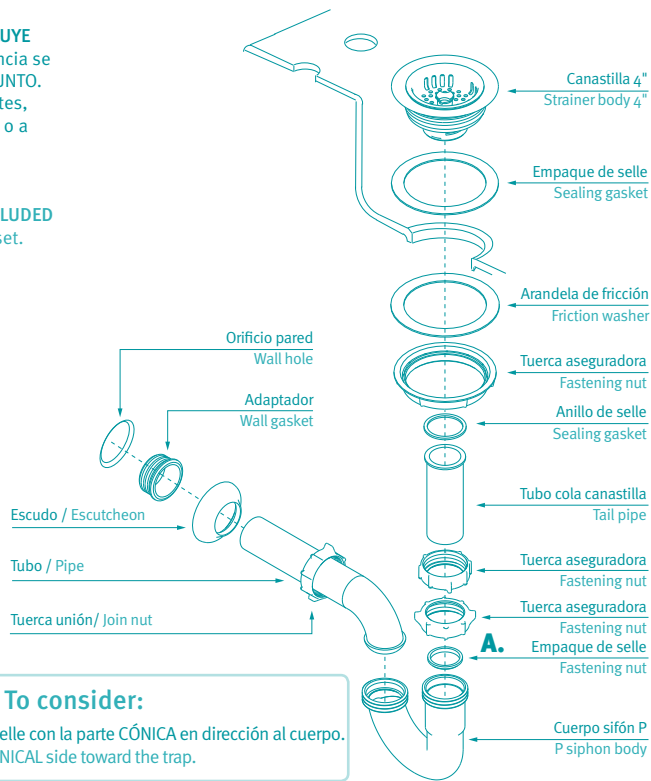 UYE
ncia se
JUNTO.
tes,
o a
LUDED
set.
Canastilla 4"
Strainer body 4"
Empaque de selle
Sealing gasket
Arandela de fricción
Friction washer
Orificio pared
Wall hole
Tuerca aseguradora
Fastening nut
Adaptador
Wall gasket
Anillo de selle
Sealing gasket
Tubo cola canastilla
Tail pipe
Escudo / Escutcheon
Tubo / Pipe
Tuerca aseguradora
Fastening nut
Tuerca unión/ Join nut
Tuerca aseguradora
Fastening nut
A.
Empaque de selle
Fastening nut
Cuerpo sifón P
P siphon body
To consider:
elle con la parte CÓNICA en dirección al cuerpo.
NICAL side toward the trap.